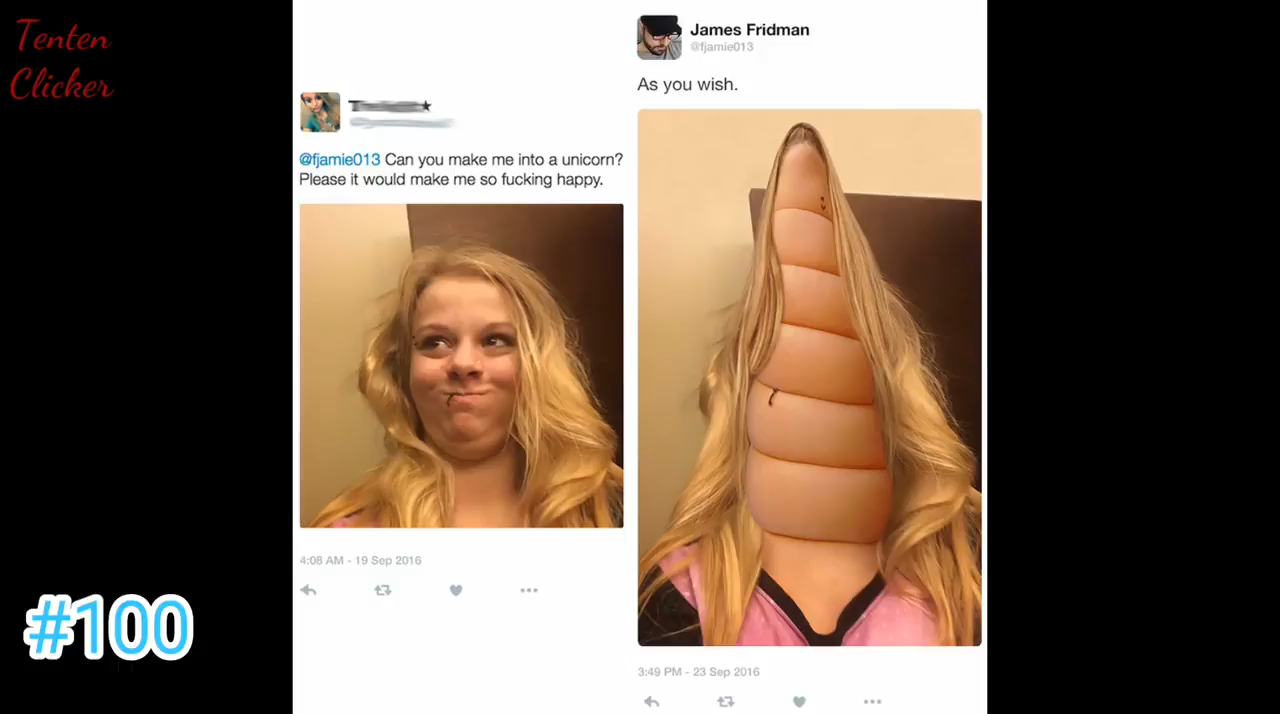 Tenten
Clicker
@fjamie013 Can you make me into a unicorn?
Please it would make me so fucking happy.
4:08 AM - 19 Sep 2016
James Fridman
@fjamie013
As you wish.
3:49 PM - 23 Sep 2016
#100